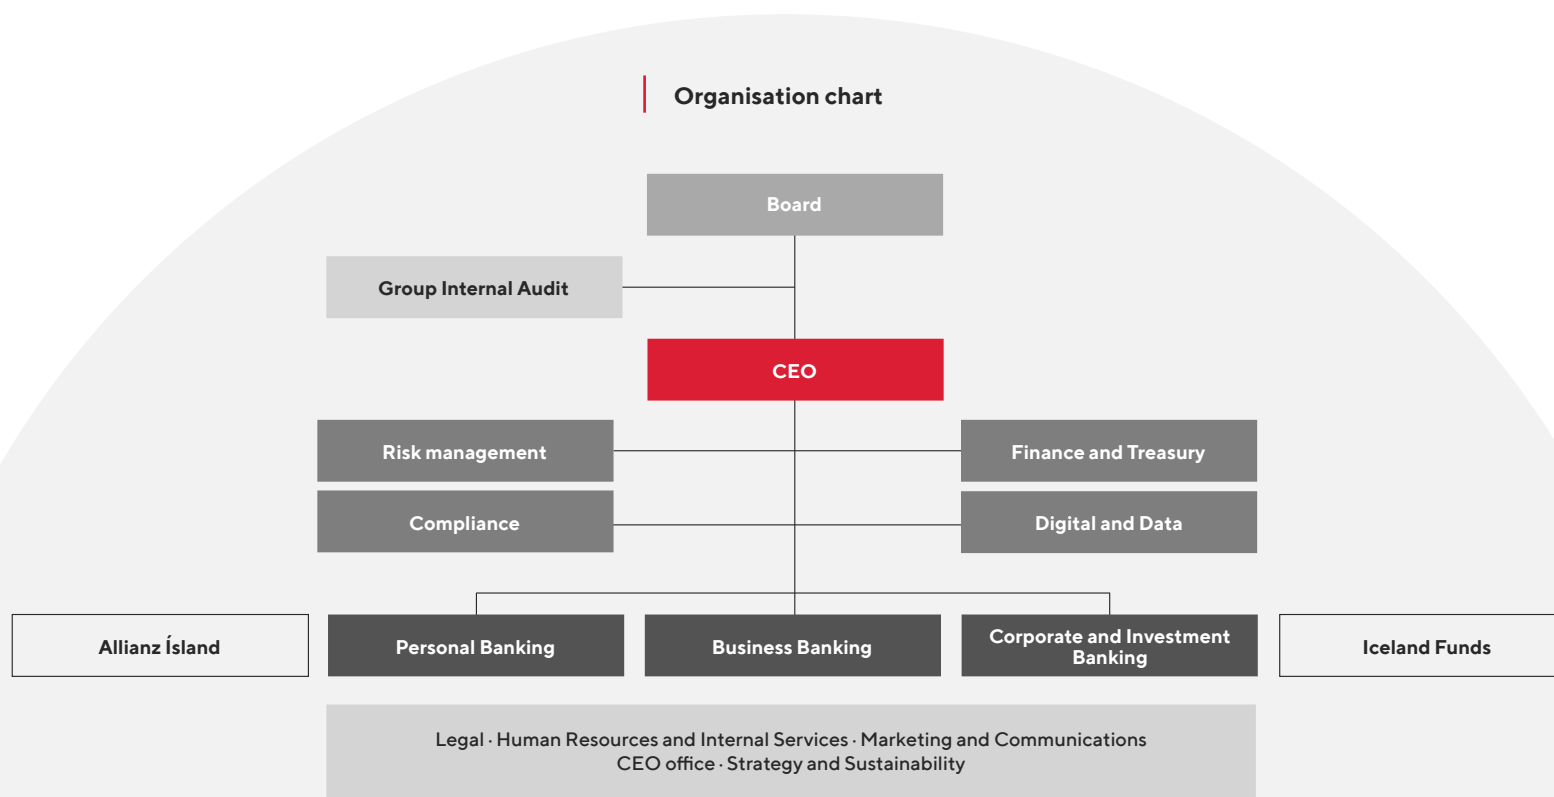 Organisation chart
Board
Group Internal Audit
CEO
Risk management
Finance and Treasury
Compliance
Digital and Data
Allianz Ísland
Personal Banking
Business Banking
Corporate and Investment
Banking
Iceland Funds
Legal · Human Resources and Internal Services · Marketing and Communications
CEO office · Strategy and Sustainability